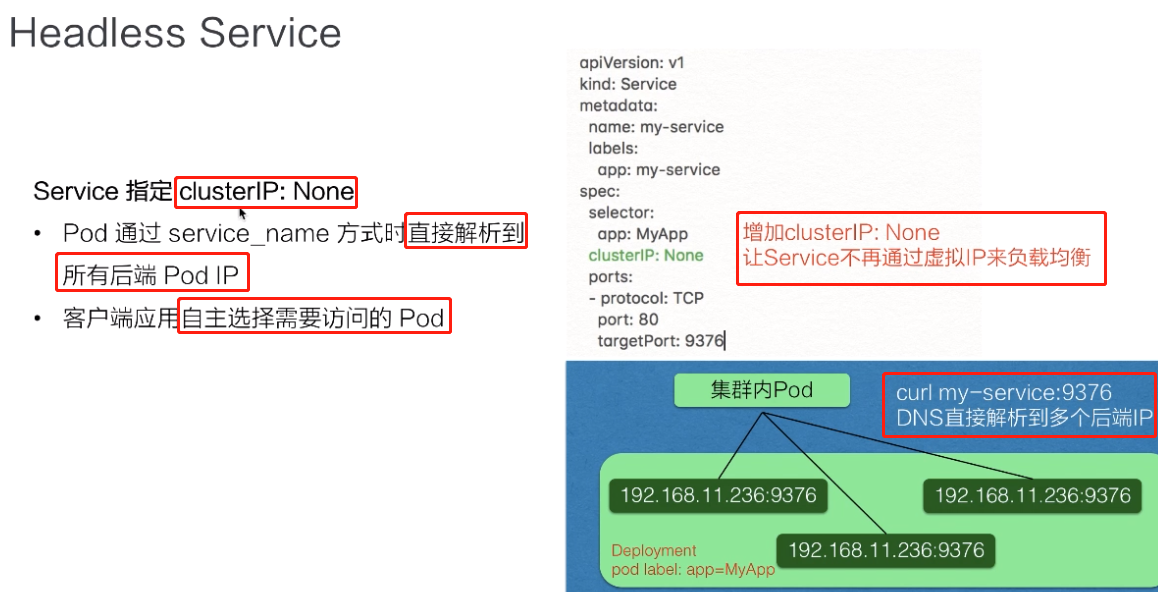 Headless Service
Service 指定 clusterIP: None
• Pod 通过 service_name 方式时直接解析到
所有后端 Pod IP
• 客户端应用自主选择需要访问的 Pod
apiVersion: v1
kind: Service
metadata:
name: my-service
labels:
app: my-service
spec:
selector:
app: MyApp
clusterIP: None
ports:
- protocol: TCP
port: 80
targetPort: 9376
增加clusterIP: None
让Service不再通过虚拟IP来负载均衡
集群内Pod
curl my-service:9376
DNS直接解析到多个后端IP
192.168.11.236:9376
192.168.11.236:9376
192.168.11.236:9376
Deployment
pod label: app=MyApp